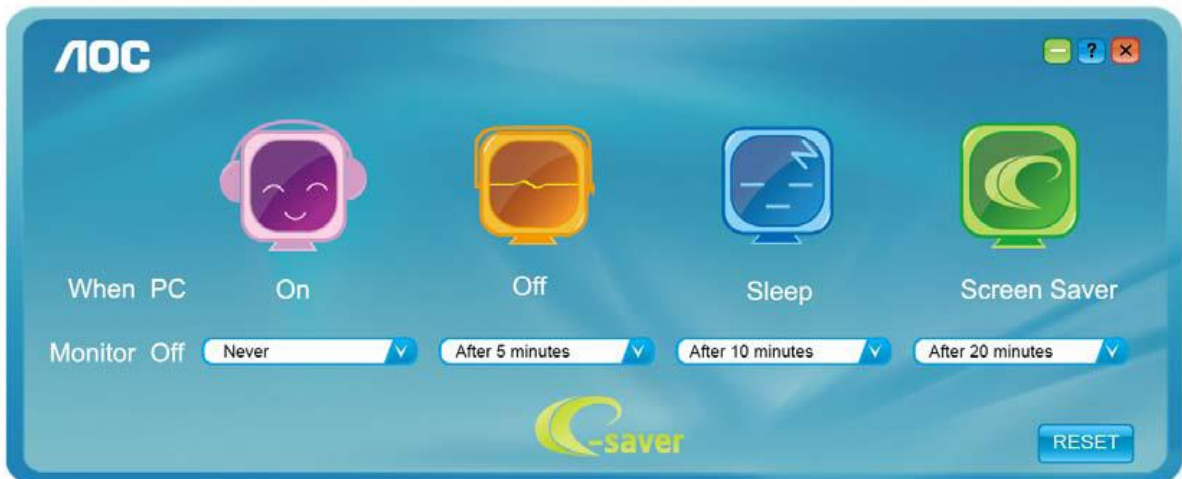 AOC
?
When PC On Off Sleep Screen Saver
Monitor Off Never After 5 minutes After 10 minutes After 20 minutes
e-saver
RESET